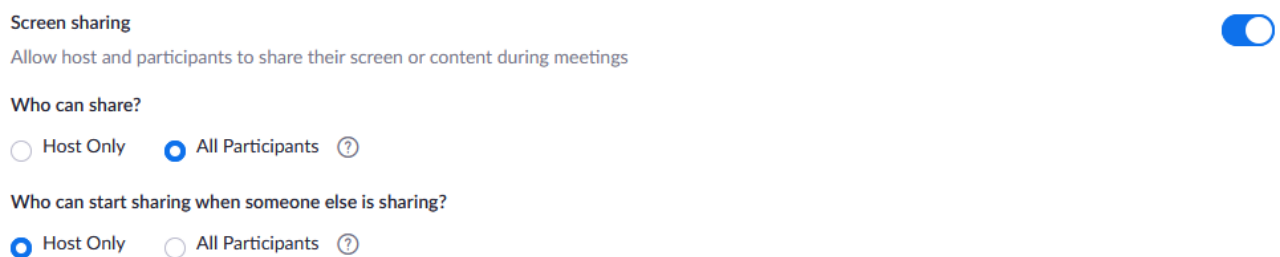 Screen sharing
Allow host and participants to share their screen or content during meetings
Who can share?
Host Only All Participants ?
Who can start sharing when someone else is sharing?
Host Only All Participants ?